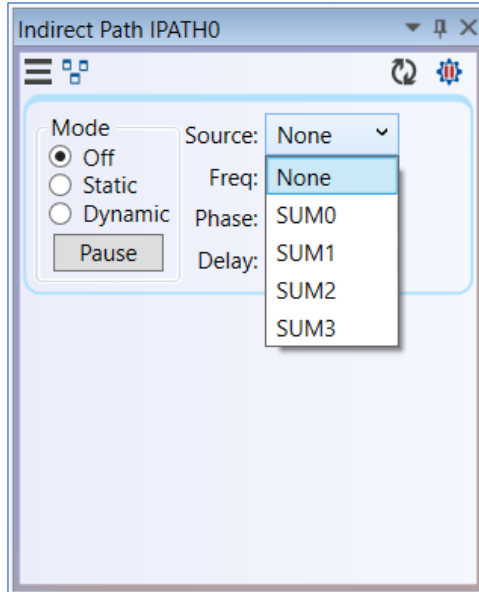 Indirect Path IPATH0
Mode
Off
Static
Dynamic
Pause
Source: None
Freq:
Phase:
Delay:
None
SUM0
SUM1
SUM2
SUM3